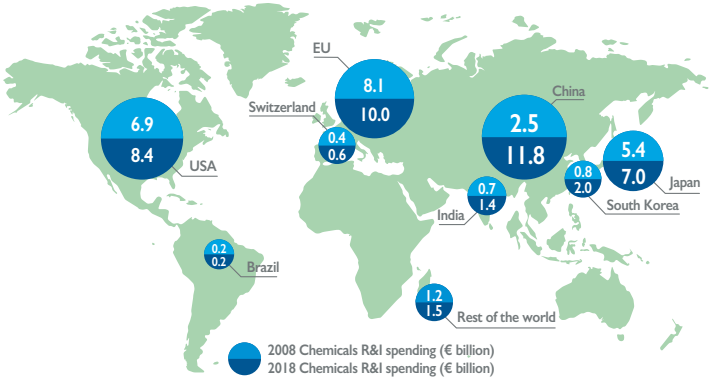 EU
8.1
10.0
China
2.5
11.8
Switzerland
0.4
0.6
6.9
8.4
USA
5.4
7.0
Japan
0.8
2.0
South Korea
0.7
1.4
India
0.2
0.2
Brazil
1.2
1.5
Rest of the world
2008 Chemicals R&I spending (€ billion)
2018 Chemicals R&I spending (€ billion)